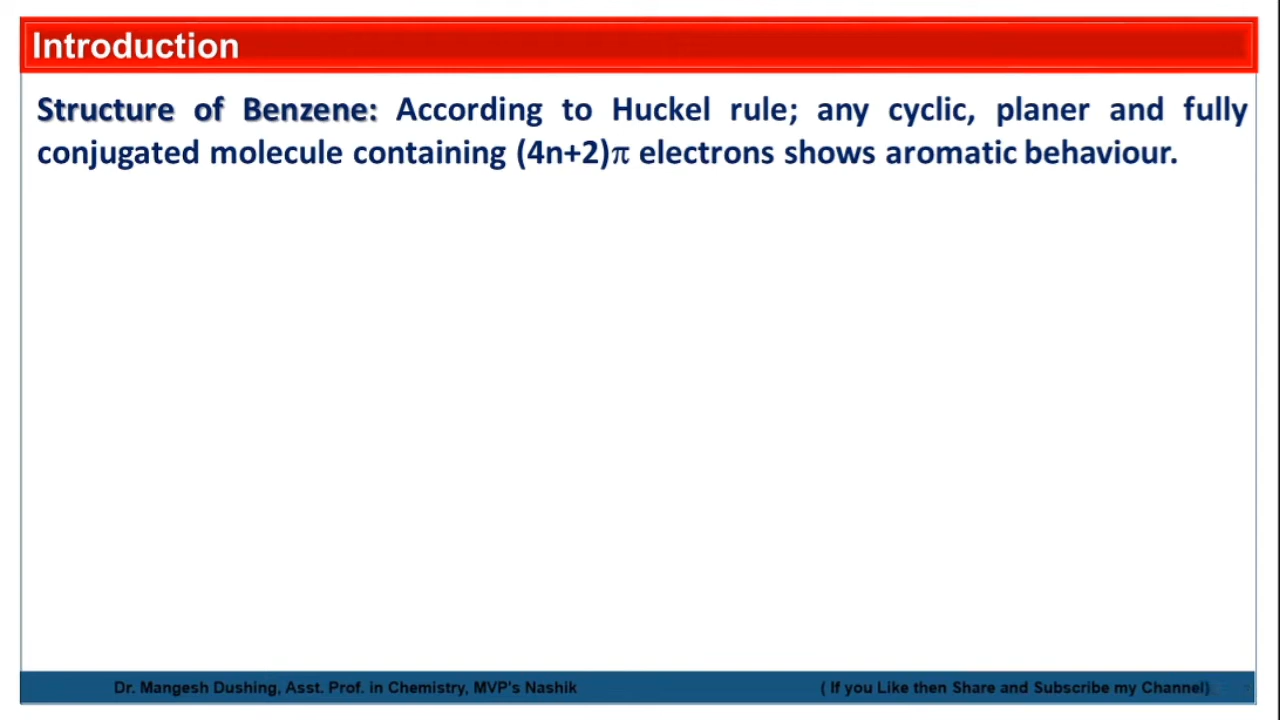 Introduction
Structure of Benzene: According to Huckel rule; any cyclic, planer and fully
conjugated molecule containing (4n+2)π electrons shows aromatic behaviour.
Dr. Mangesh Dushing, Asst. Prof. in Chemistry, MVP's Nashik
( If you Like then Share and Subscribe my Channel)